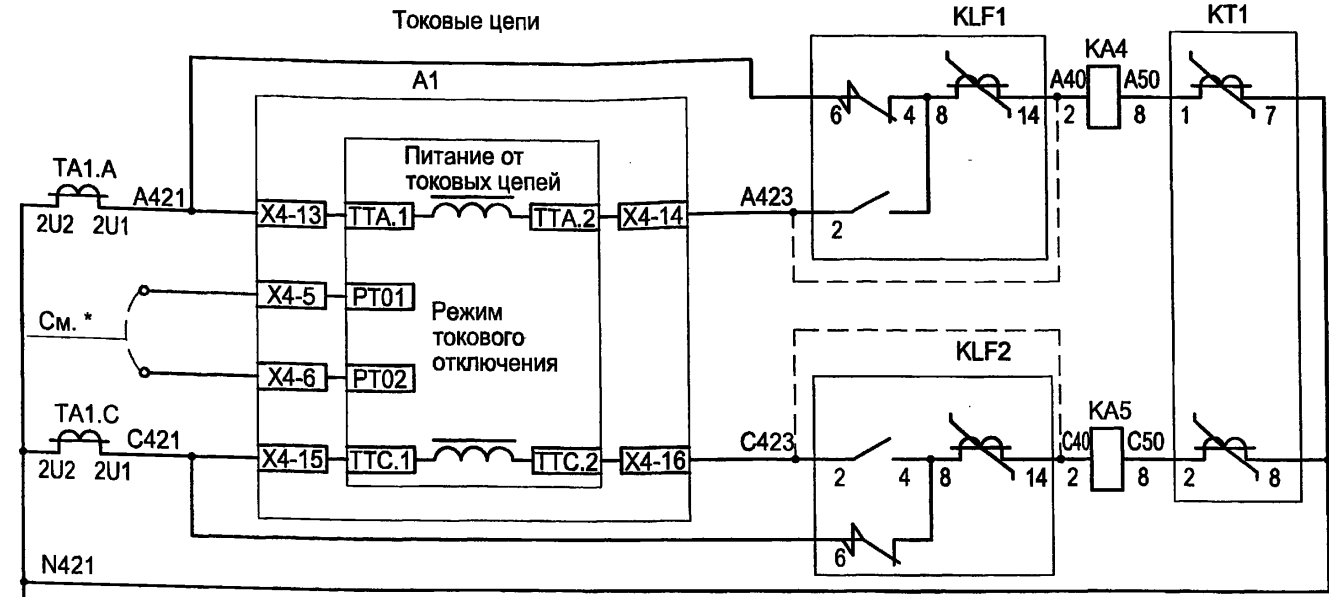 Токовые цепи
KLF1
KT1
A1
KA4
A40
A50
6
4
8
14
2
8
1
7
Питание от
токовых цепей
TA1.A
A421
2U2
2U1
X4-13
TTA.1
TTA.2
X4-14
A423
2
X4-5
PT01
См. *
Режим
токового
отключения
X4-6
PT02
KLF2
TA1.C
C421
2U2
2U1
X4-15
TTC.1
TTC.2
X4-16
C423
KA5
C40
C50
2
4
8
14
2
8
2
8
6
N421